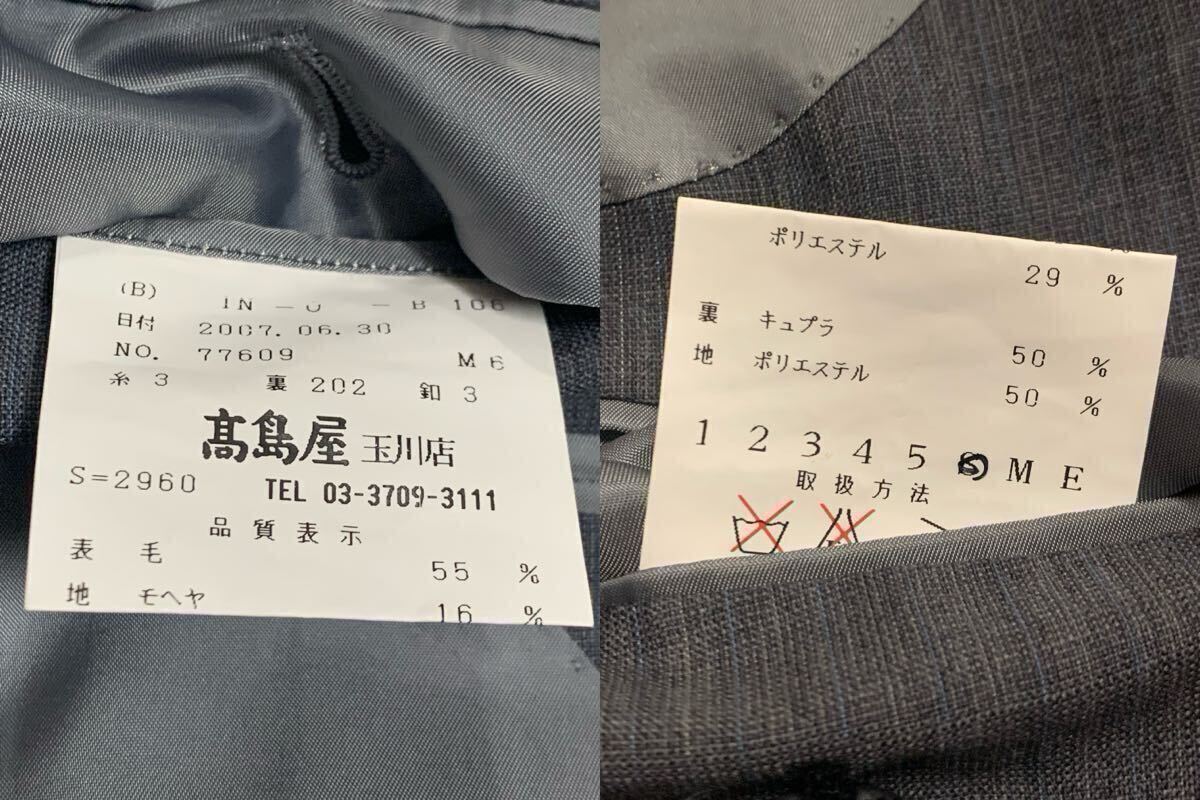 (B) IN-0 -B 106
日付 2007.06.30
NO. 77609 M6
糸 3 裏 202 釦 3
髙島屋 玉川店
S=2960 TEL 03-3709-3111
品質表示
表 毛 55 %
地 モヘヤ 16 %
ポリエステル 29 %
裏 キュプラ 50 %
地 ポリエステル 50 %
1 2 3 4 5 S M E
取扱方法